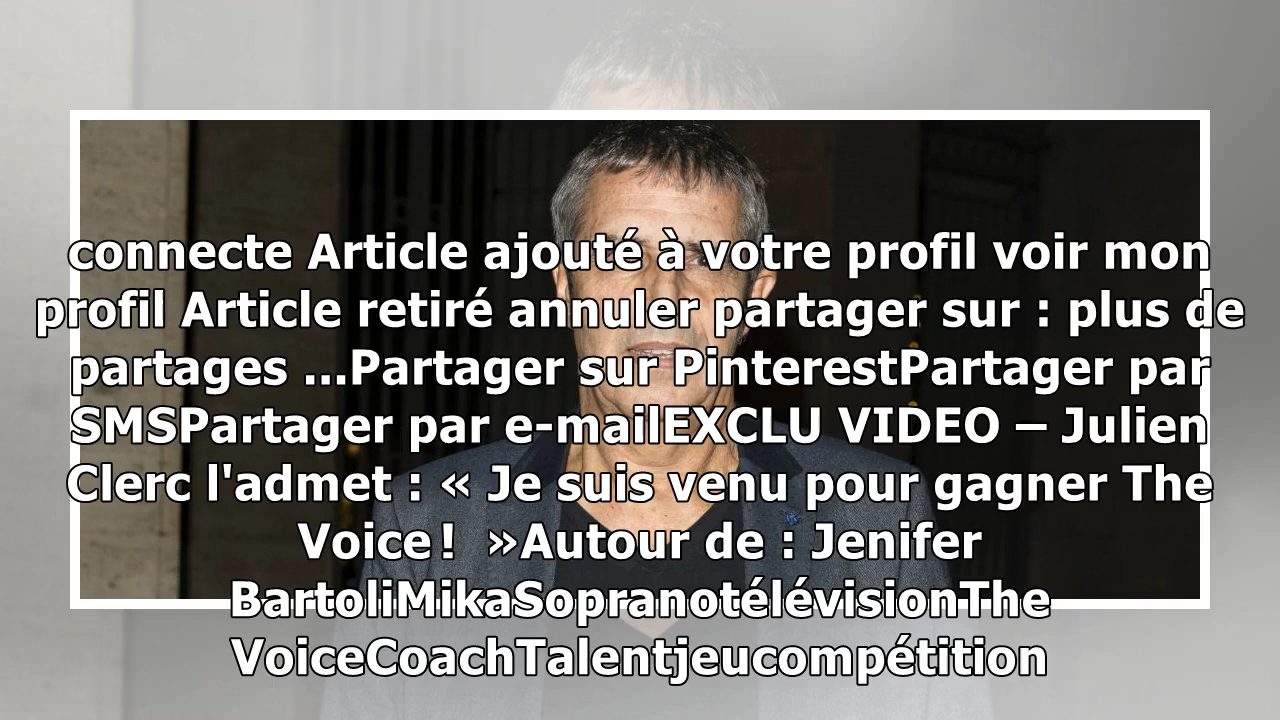 connecte Article ajouté à votre profil voir mon
profil Article retiré annuler partager sur : plus de
partages ...Partager sur PinterestPartager par
SMSPartager par e-mailEXCLU VIDEO – Julien
Clerc l'admet : « Je suis venu pour gagner The
Voice ! »Autour de : Jenifer
BartoliMikaSopranotélévisionThe
VoiceCoachTalentjeucompétition